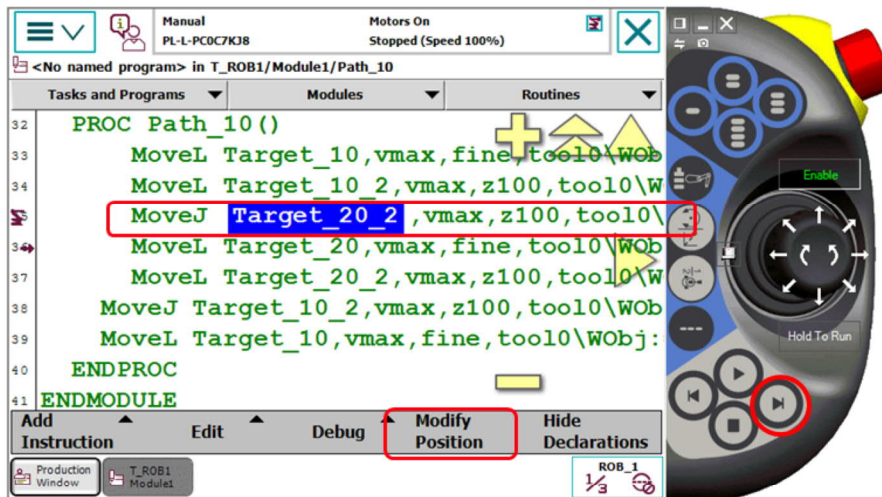 Manual
PL-L-PC0C7KJ8
Motors On
Stopped (Speed 100%)
<No named program> in T_ROB1/Module1/Path_10
Tasks and Programs
Modules
Routines
32 PROC Path_10()
33 MoveL Target_10,vmax,fine,tool0\WOb
34 MoveL Target_10_2,vmax,z100,tool0\W
MoveJ Target_20_2,vmax,z100,tool0\
36 MoveL Target_20,vmax,fine,tool0\WOb
37 MoveL Target_20_2,vmax,z100,tool0\W
38 MoveJ Target_10_2,vmax,z100,tool0\WOb
39 MoveL Target_10,vmax,fine,tool0\WObj:
40 ENDPROC
41 ENDMODULE
Add Instruction
Edit
Debug
Modify Position
Hide Declarations
Production Window
T_ROB1 Module1
ROB_1
1/3
Enable
Hold To Run